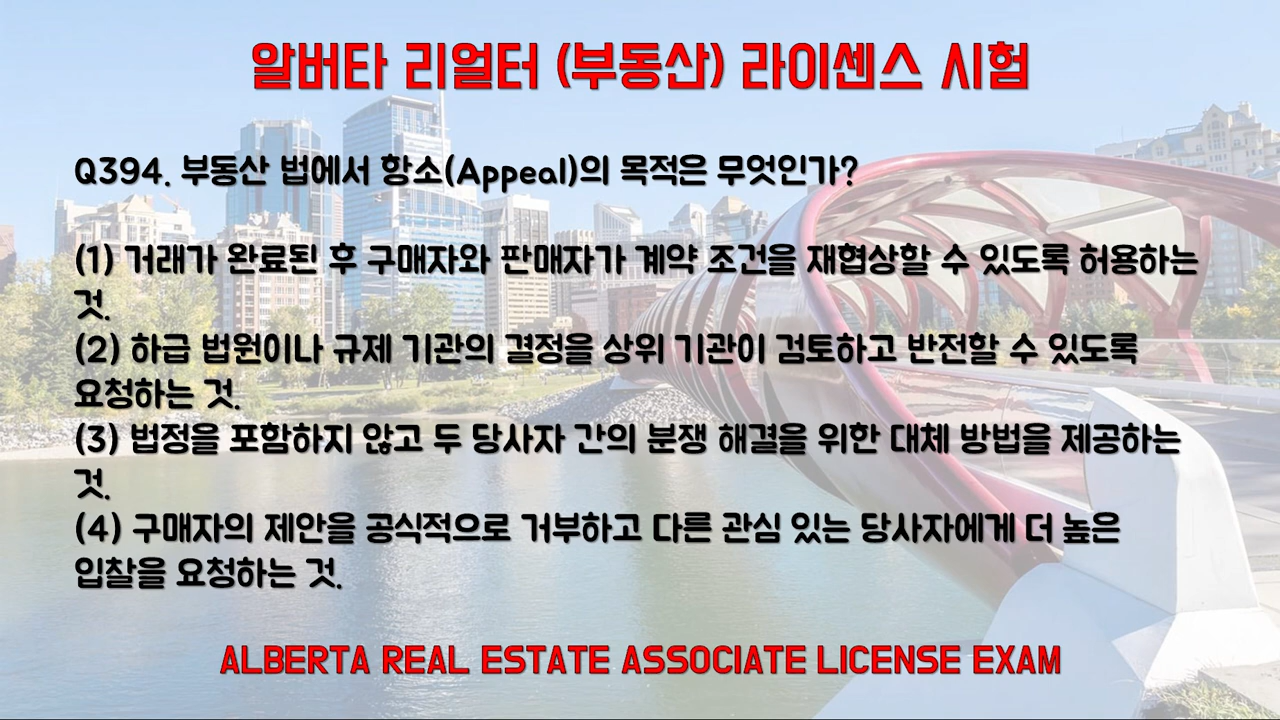 알버타 리얼터 (부동산) 라이센스 시험
Q394. 부동산 법에서 항소(Appeal)의 목적은 무엇인가?
(1) 거래가 완료된 후 구매자와 판매자가 계약 조건을 재협상할 수 있도록 허용하는
것.
(2) 하급 법원이나 규제 기관의 결정을 상위 기관이 검토하고 반전할 수 있도록
요청하는 것.
(3) 법정을 포함하지 않고 두 당사자 간의 분쟁 해결을 위한 대체 방법을 제공하는
것.
(4) 구매자의 제안을 공식적으로 거부하고 다른 관심 있는 당사자에게 더 높은
입찰을 요청하는 것.
ALBERTA REAL ESTATE ASSOCIATE LICENSE EXAM